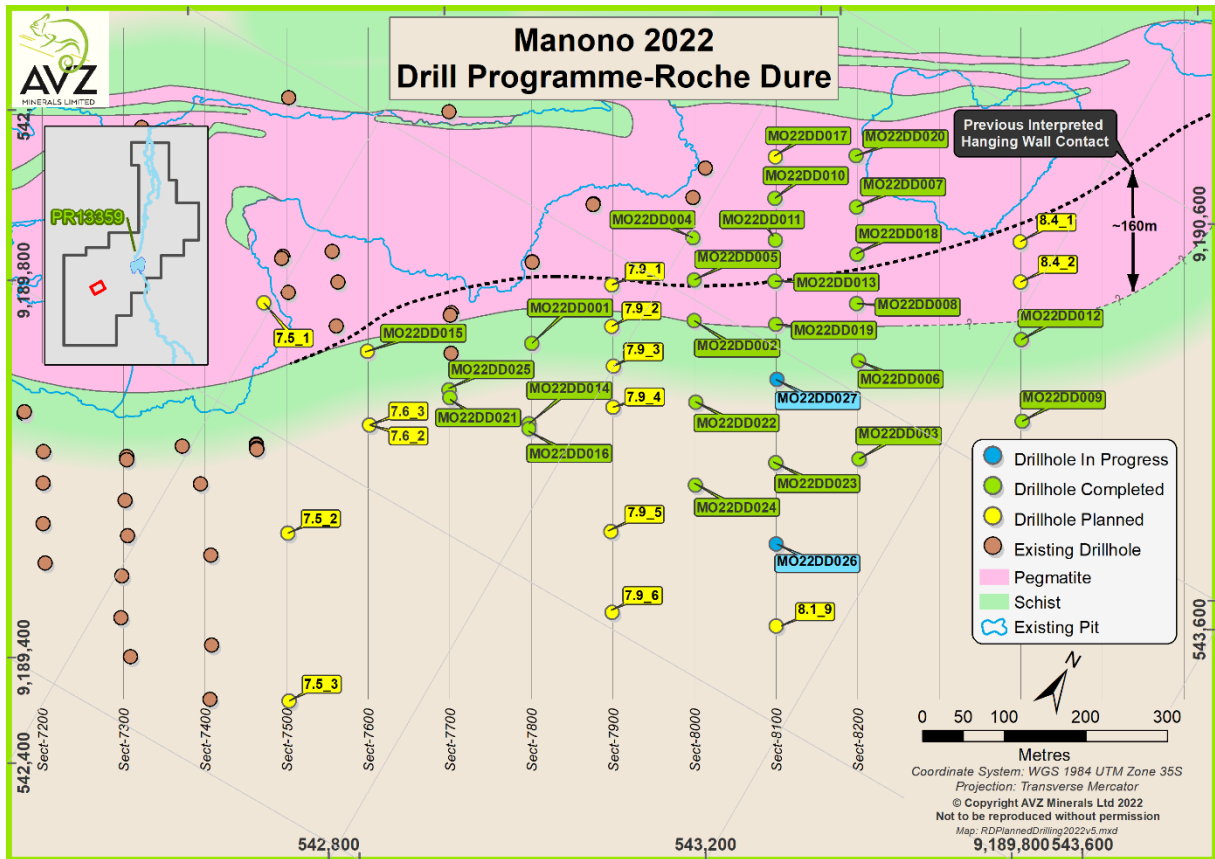 AVZ
MINERALS LIMITED
Manono 2022
Drill Programme-Roche Dure
PR13359
Previous Interpreted
Hanging Wall Contact
~160m
542,
9,189,800
9,189,400
542,400
9,190,600
543,600
542,800
543,200
9,189,800
543,600
MO22DD017
MO22DD020
MO22DD010
MO22DD007
MO22DD004
MO22DD011
MO22DD018
8.4_1
MO22DD005
7.9_1
8.4_2
MO22DD013
MO22DD001
7.9_2
MO22DD008
MO22DD012
7.5_1
MO22DD015
MO22DD019
MO22DD002
7.9_3
MO22DD025
MO22DD006
MO22DD014
7.9_4
MO22DD027
MO22DD009
7.6_3
MO22DD021
MO22DD022
7.6_2
MO22DD003
MO22DD016
MO22DD023
MO22DD024
7.5_2
7.9_5
MO22DD026
7.9_6
8.1_9
7.5_3
?
?
?
Drillhole In Progress
Drillhole Completed
Drillhole Planned
Existing Drillhole
Pegmatite
Schist
Existing Pit
N
Sect-7200
Sect-7300
Sect-7400
Sect-7500
Sect-7600
Sect-7700
Sect-7800
Sect-7900
Sect-8000
Sect-8100
Sect-8200
0 50 100 200 300
Metres
Coordinate System: WGS 1984 UTM Zone 35S
Projection: Transverse Mercator
© Copyright AVZ Minerals Ltd 2022
Not to be reproduced without permission
Map: RDPlannedDrilling2022v5.mxd